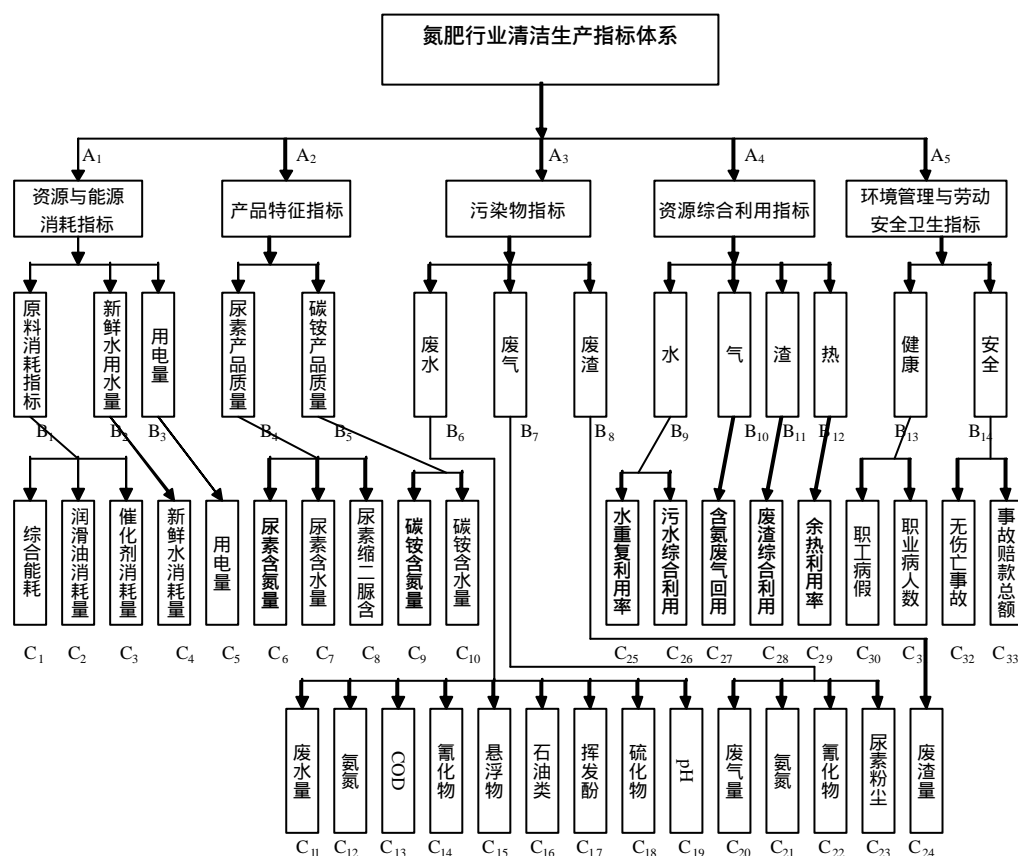 氮肥行业清洁生产指标体系
A1
A2
A3
A4
A5
资源与能源
消耗指标
产品特征指标
污染物指标
资源综合利用指标
环境管理与劳动
安全卫生指标
原料消耗指标
新鲜水用水量
用电量
尿素产品质量
碳铵产品质量
废水
废气
废渣
水
气
渣
热
健康
安全
B1
B2
B3
B4
B5
B6
B7
B8
B9
B10
B11
B12
B13
B14
综合能耗
润滑油消耗量
催化剂消耗量
新鲜水消耗量
用电量
尿素含氮量
尿素含水量
尿素缩二脲含
碳铵含氮量
碳铵含水量
水重复利用率
污水综合利用
含氨废气回用
废渣综合利用
余热利用率
职工病假
职业病人数
无伤亡事故
事故赔款总额
C1
C2
C3
C4
C5
C6
C7
C8
C9
C10
C25
C26
C27
C28
C29
C30
C3
C32
C33
废水量
氨氮
COD
氰化物
悬浮物
石油类
挥发酚
硫化物
pH
废气量
氨氮
氰化物
尿素粉尘
废渣量
C11
C12
C13
C14
C15
C16
C17
C18
C19
C20
C21
C22
C23
C24